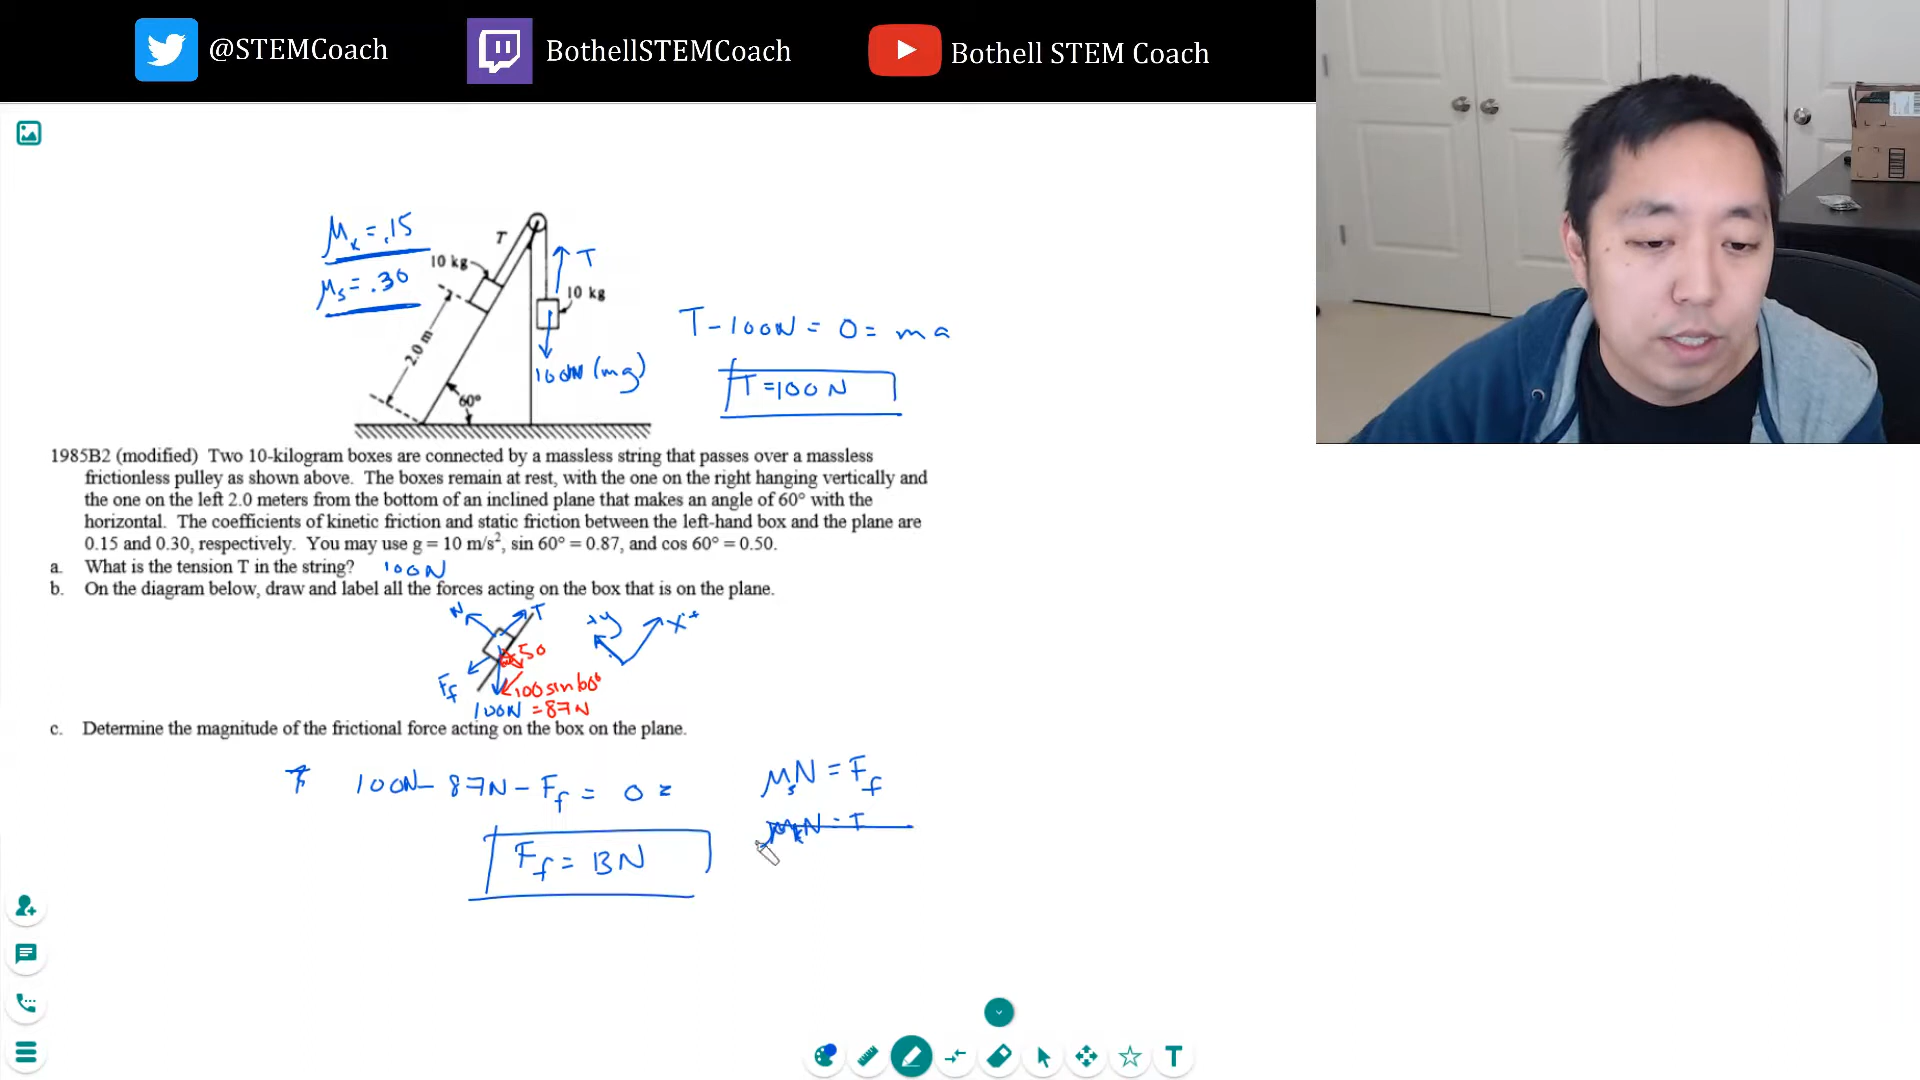 @STEMCoach
BothellSTEMCoach
Bothell STEM Coach
μk = .15
μs = .30
T
10 kg
T
10 kg
2.0 m
60°
100N (mg)
T - 100N = 0 = ma
T = 100 N
1985B2 (modified) Two 10-kilogram boxes are connected by a massless string that passes over a massless
frictionless pulley as shown above. The boxes remain at rest, with the one on the right hanging vertically and
the one on the left 2.0 meters from the bottom of an inclined plane that makes an angle of 60° with the
horizontal. The coefficients of kinetic friction and static friction between the left-hand box and the plane are
0.15 and 0.30, respectively. You may use g = 10 m/s², sin 60° = 0.87, and cos 60° = 0.50.
a. What is the tension T in the string? 100N
b. On the diagram below, draw and label all the forces acting on the box that is on the plane.
N
T
+y
x+
50
Ff
100 sin 60°
100N = 87N
c. Determine the magnitude of the frictional force acting on the box on the plane.
100N - 87N - Ff = 0 =
μsN = Ff
μkN = F
Ff = 13N
T